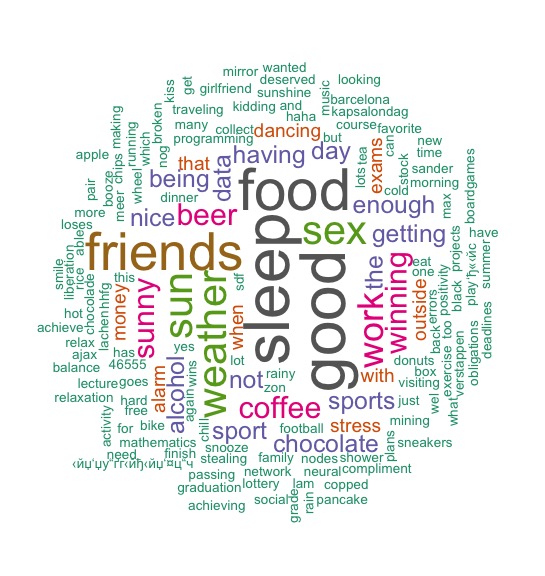 mirror wanted
deserved
looking
kiss
get
girlfriend
sunshine
music
barcelona
traveling
kidding and
kapsalondag
haha
making
broken
many
collect
dancing
but
course
favorite
programming
running
which
chips
apple
nog
that
having
day
exams
can
new
time
tea
lots
stock
sander
booze
wheel
being
data
food
cold
morning
boardgames
pair
meer
dinner
enough
max
more
nice
beer
sex
loses
able
friends
sleep
getting
have
smile
liberation
rice
chocolade
this
sun
weather
sdf
good
the
work
winning
eat
one
outside
positivity
errors
back
black
projects
play
summer
hot
money
sunny
when
achieve
lachen
hhfg
relax
ajax
has
yes
too
verstappen
exercise
deadlines
obligations
balance
46555
lot
donuts
box
lecture
goes
alarm
alcohol
again
wins
not
rainy
with
visiting
relaxation
hard
free
zon
coffee
sports
just
wel
what
activity
for
bike
chill
sport
football
stress
mining
mathematics
chocolate
sneakers
need
finish
snooze
plans
stealing
family
nodes
shower
compliment
passing
network
neural
graduation
lottery
lam
copped
achieving
social
grade
rain
pancake